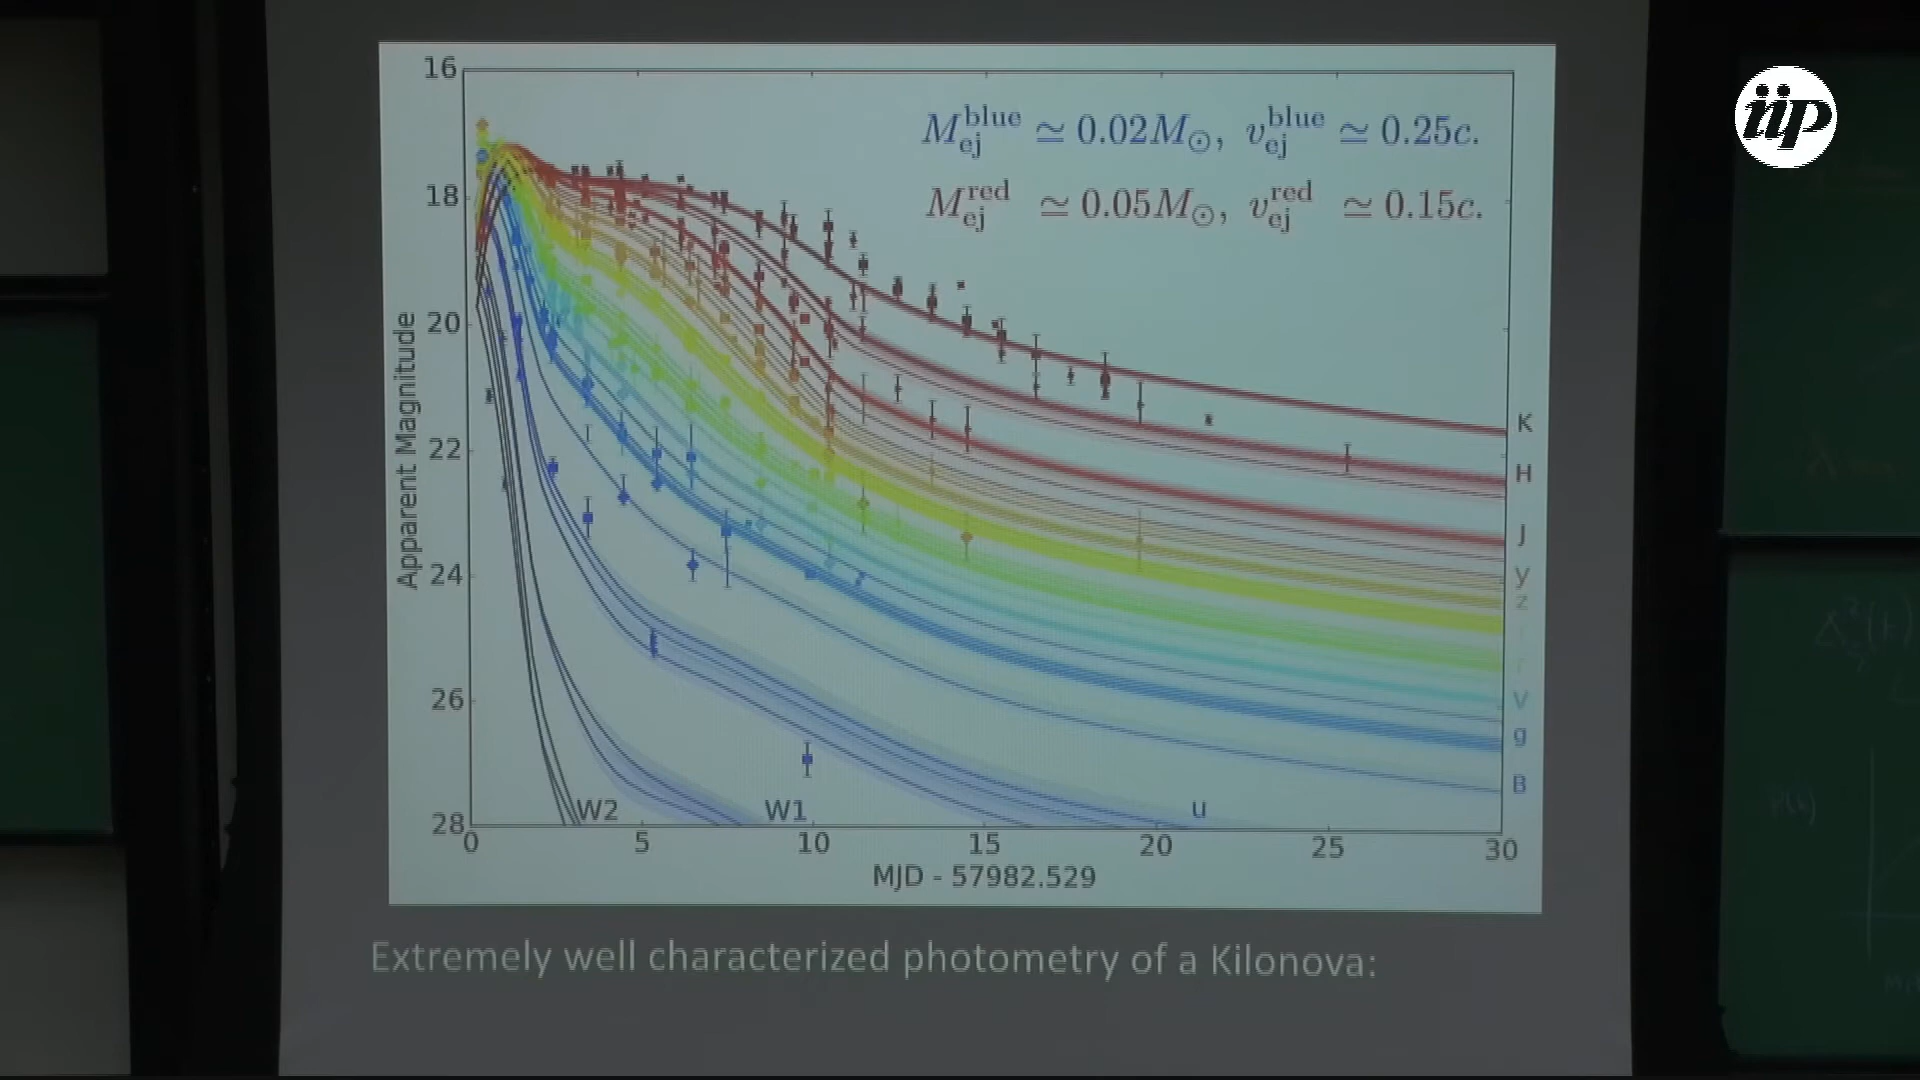 iip
16
18
20
22
24
26
28
Apparent Magnitude
M_ej^blue ≃ 0.02M_⊙, v_ej^blue ≃ 0.25c.
M_ej^red ≃ 0.05M_⊙, v_ej^red ≃ 0.15c.
K
H
J
y
z
V
g
B
W2
W1
u
0
5
10
15
20
25
30
MJD - 57982.529
Extremely well characterized photometry of a Kilonova: